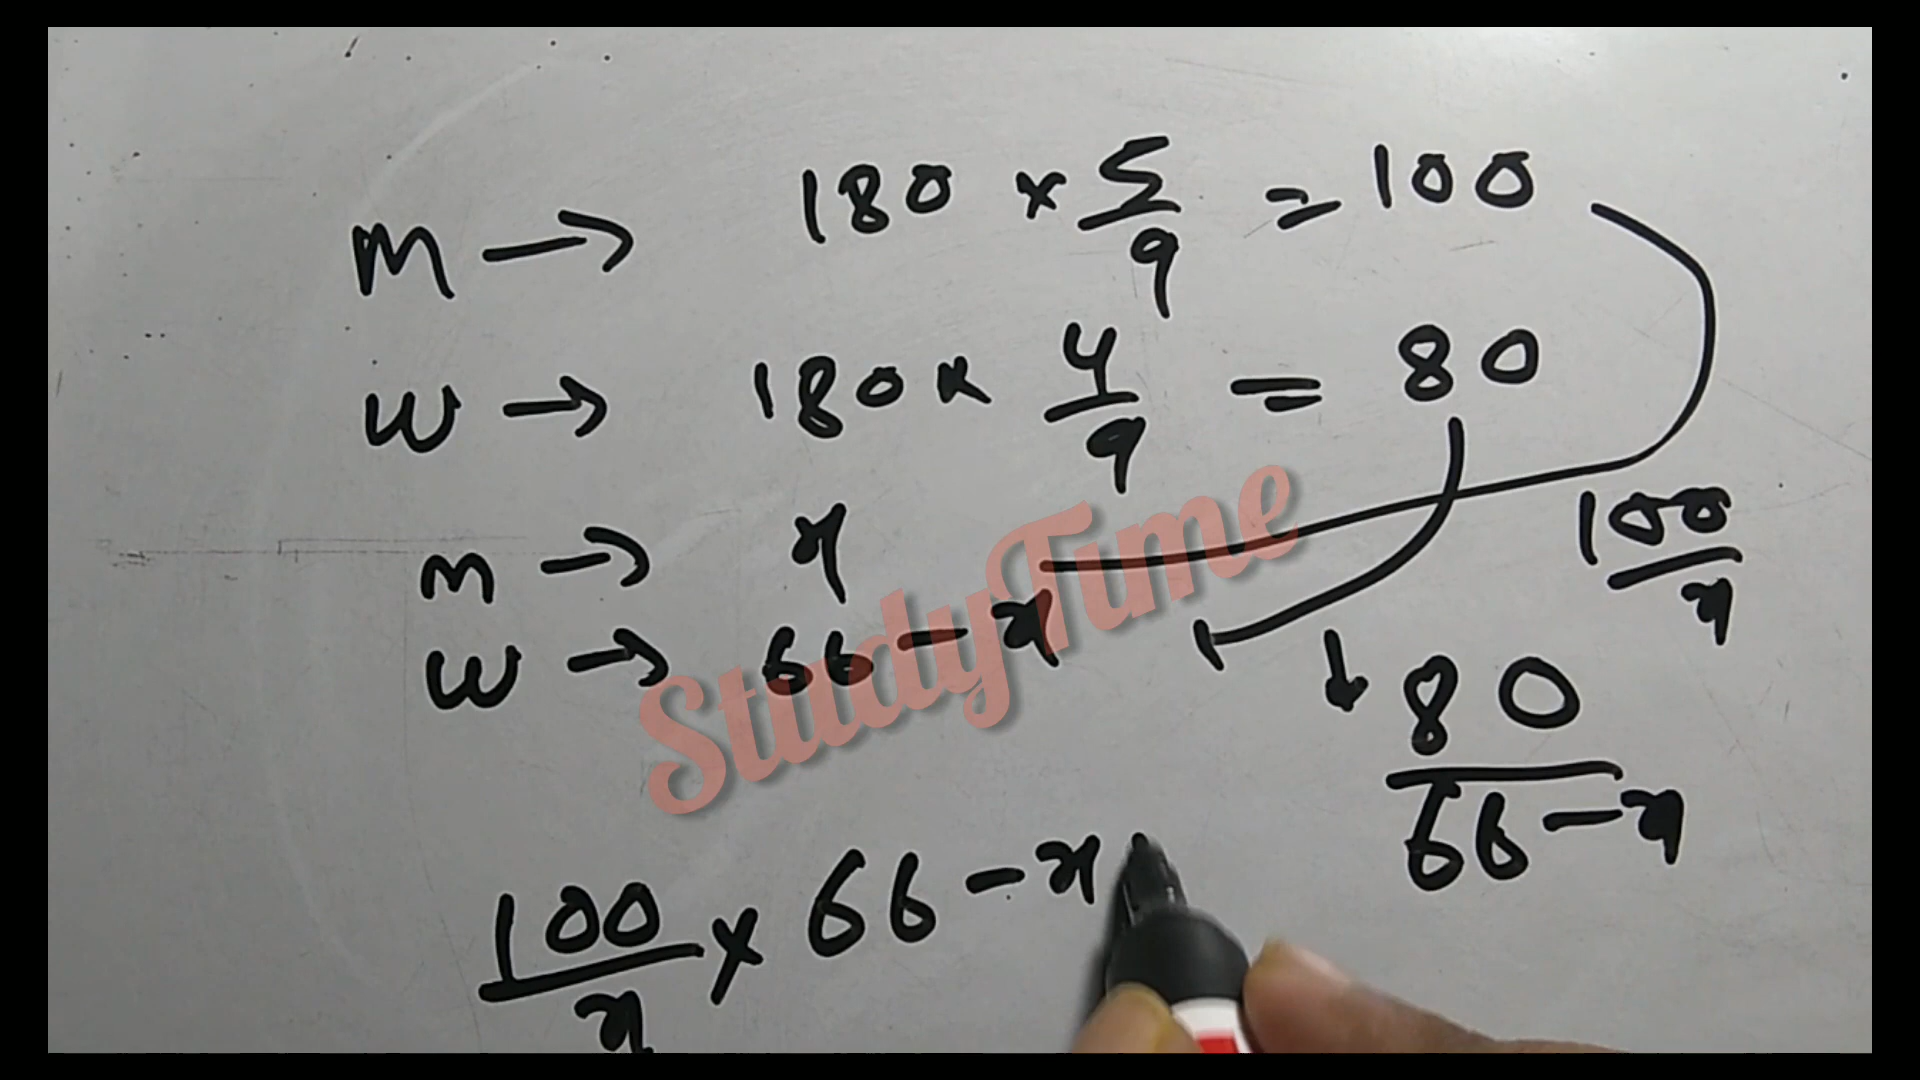 m → 180 × 5/9 = 100
w → 180 × 4/9 = 80
m → x
100/x
w → 66 - x
↓ 80/66-x
StudyTime
100/x × 66 - x